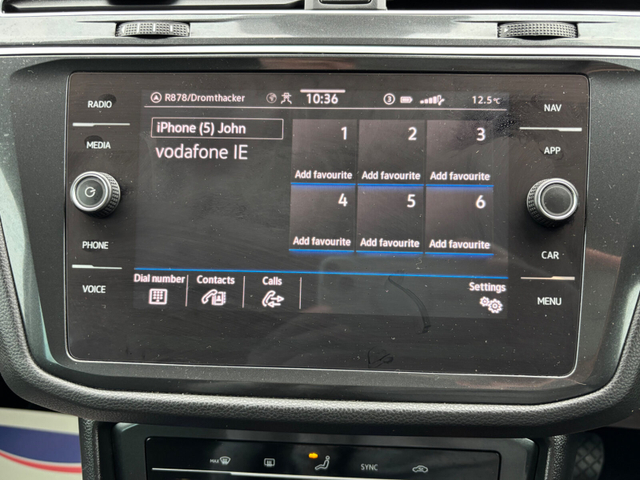 RADIO
MEDIA
PHONE
VOICE
R878/Dromthacker
10:36
3
12.5°C
iPhone (5) John
vodafone IE
1 2 3
Add favourite Add favourite Add favourite
4 5 6
Add favourite Add favourite Add favourite
Dial number Contacts Calls Settings
NAV
APP
CAR
MENU
MAX SYNC